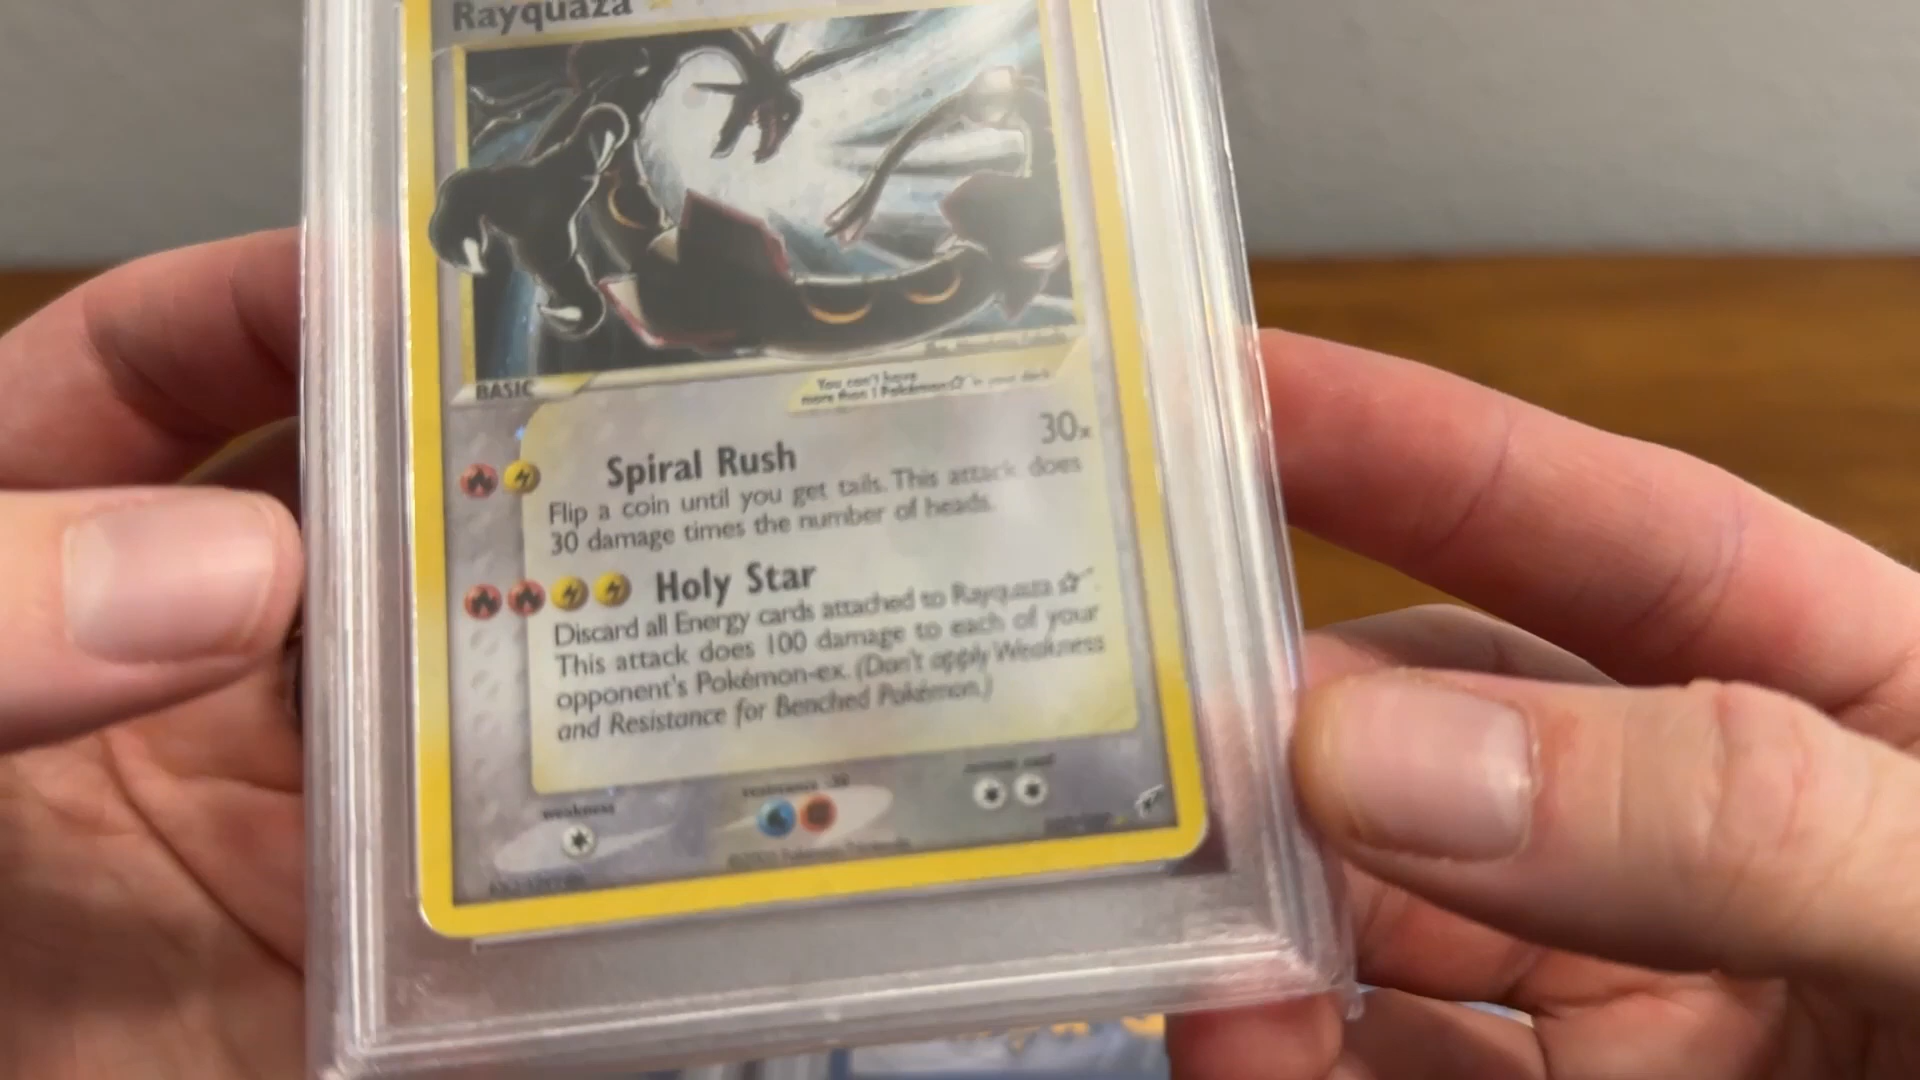 Rayquaza
BASIC
You can't have
more than 1 Pokémon☆ in your deck.
30x
Spiral Rush
Flip a coin until you get tails. This attack does
30 damage times the number of heads.
Holy Star
Discard all Energy cards attached to Rayquaza ☆.
This attack does 100 damage to each of your
opponent's Pokémon-ex. (Don't apply Weakness
and Resistance for Benched Pokémon.)
weakness
resistance -30
retreat cost